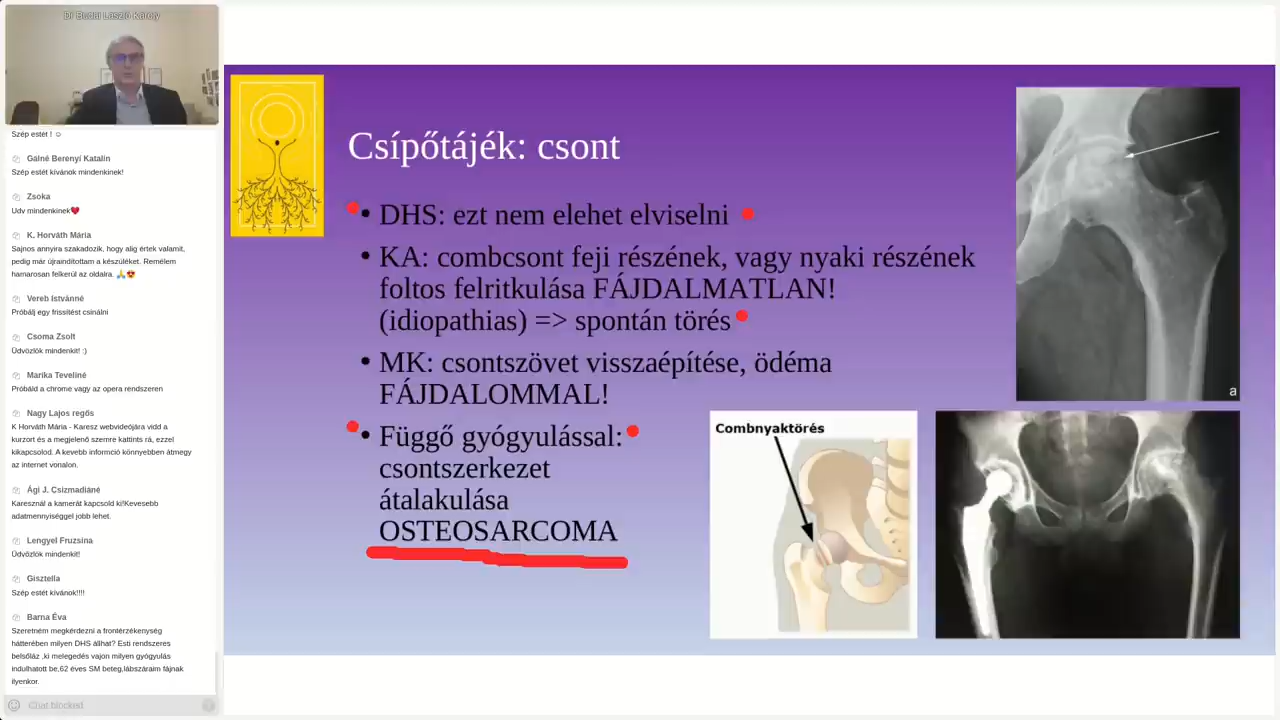 Dr Budai László Károly
Szép estét ! ☺
Gálné Berényi Katalin
Szép estét kívánok mindenkinek!
Zsoka
Udv mindenkinek❤️
K. Horváth Mária
Sajnos annyira szakadozik, hogy alig értek valamit,
pedig már újraindítottam a készüléket. Remélem
hamarosan felkerül az oldalra. 🙏😍
Vereb Istvánné
Próbálj egy frissítést csinálni
Csoma Zsolt
Üdvözlök mindenkit! :)
Marika Teveliné
Próbáld a chrome vagy az opera rendszeren
Nagy Lajos regős
K Horváth Mária - Karesz webvideójára vidd a
kurzort és a megjelenő szemre kattints rá, ezzel
kikapcsolod. A kevebb informció könnyebben átmegy
az internet vonalon.
Ági J. Csizmadiáné
Karesznál a kamerát kapcsold ki!Kevesebb
adatmennyiséggel jobb lehet.
Lengyel Fruzsina
Üdvözlök mindenkit!
Gisztella
Szép estét kívánok!!!!
Barna Éva
Szeretném megkérdezni a frontérzékenység
hátterében milyen DHS állhat? Esti rendszeres
belsőláz ,ki melegedés vajon milyen gyógyulás
indulhatott be,62 éves SM beteg,lábszáraim fájnak
ilyenkor.
Chat blocked
Csípőtájék: csont
• DHS: ezt nem elehet elviselni
• KA: combcsont feji részének, vagy nyaki részének
foltos felritkulása FÁJDALMATLAN!
(idiopathias) => spontán törés
• MK: csontszövet visszaépítése, ödéma
FÁJDALOMMAL!
• Függő gyógyulással:
csontszerkezet
átalakulása
OSTEOSARCOMA
a
Combnyaktörés